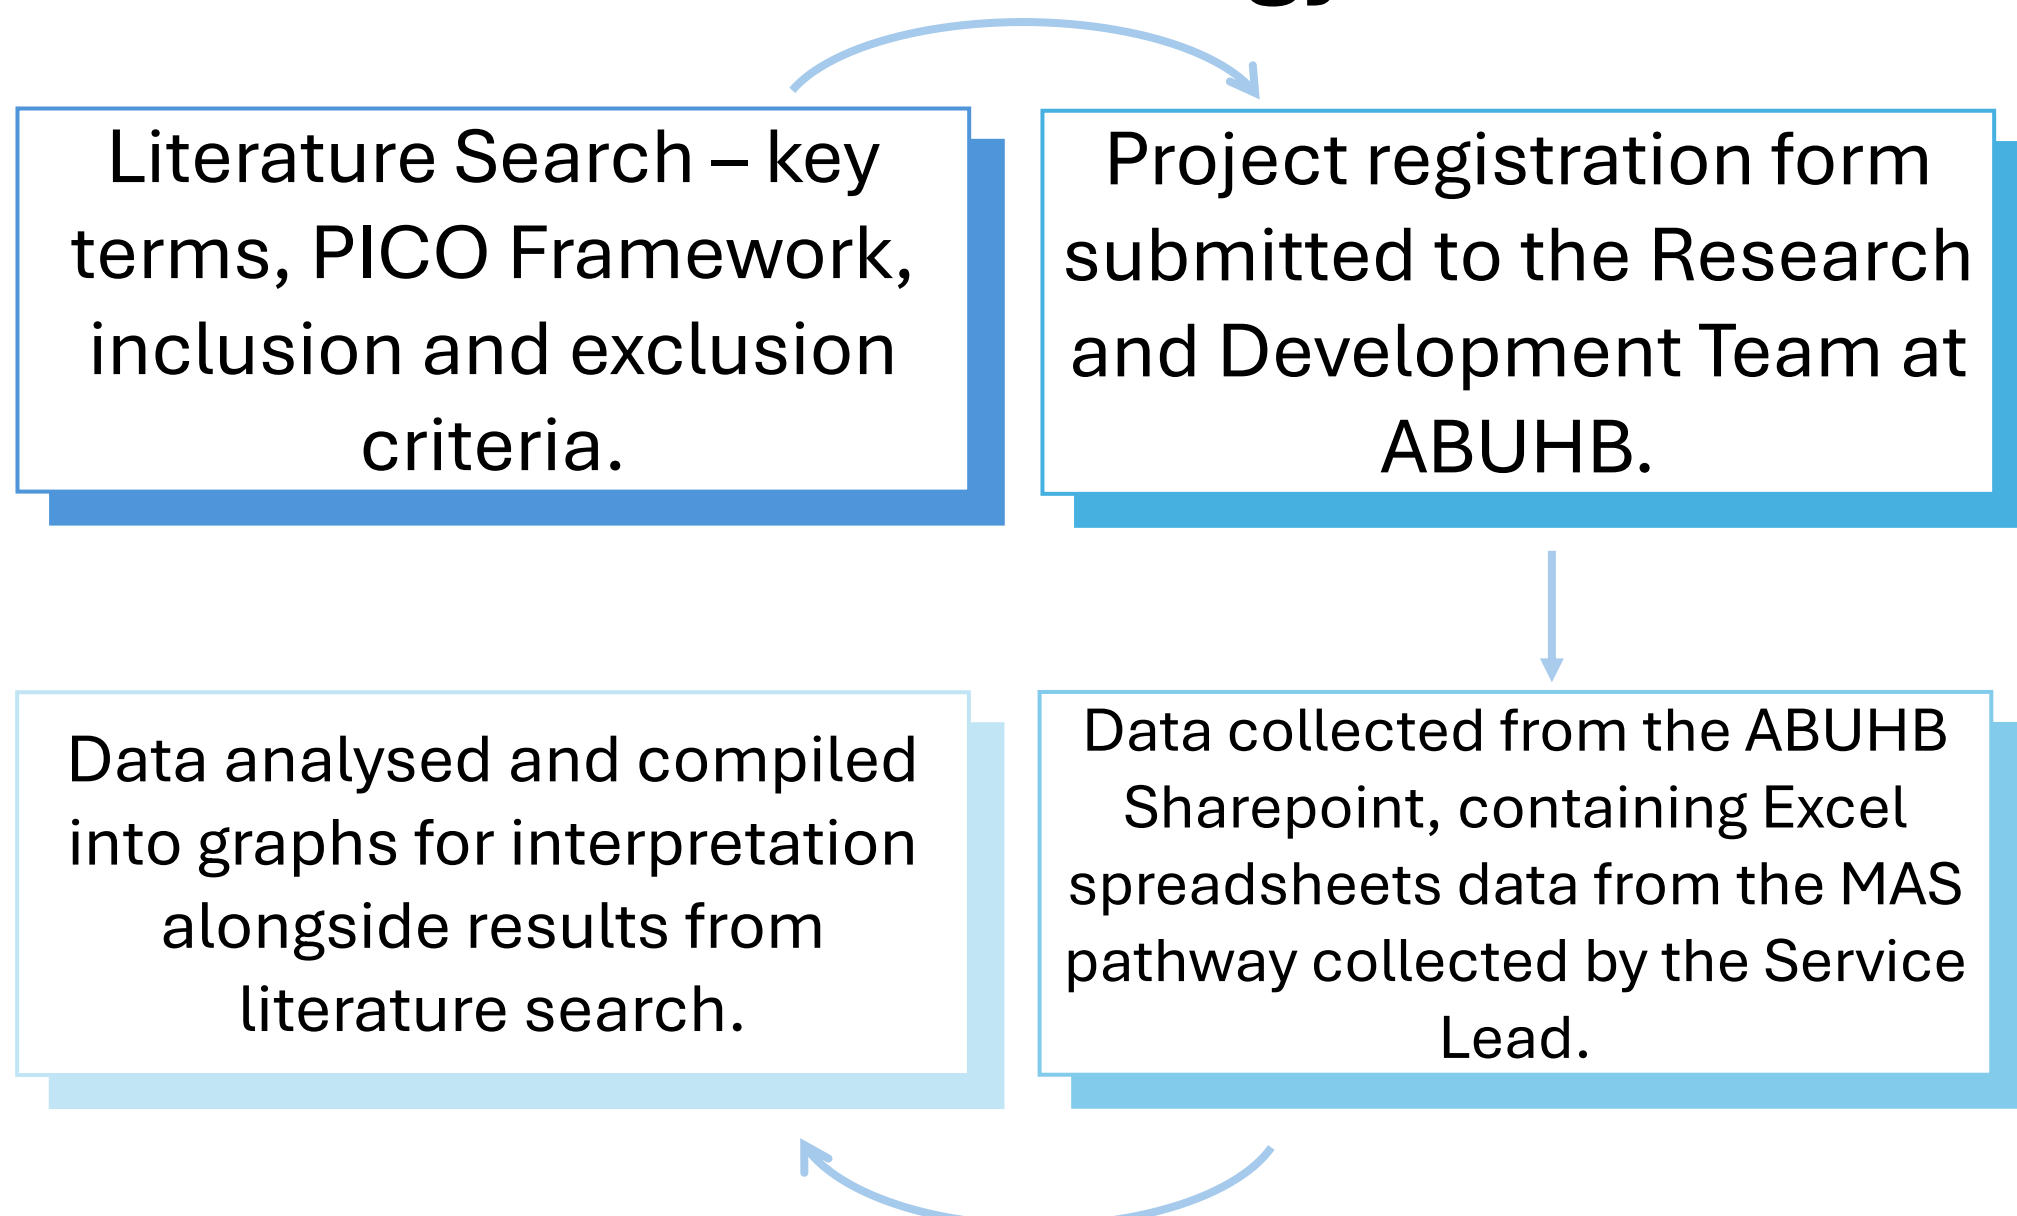 Literature Search – key
terms, PICO Framework,
inclusion and exclusion
criteria.
Project registration form
submitted to the Research
and Development Team at
ABUHB.
Data collected from the ABUHB
Sharepoint, containing Excel
spreadsheets data from the MAS
pathway collected by the Service
Lead.
Data analysed and compiled
into graphs for interpretation
alongside results from
literature search.